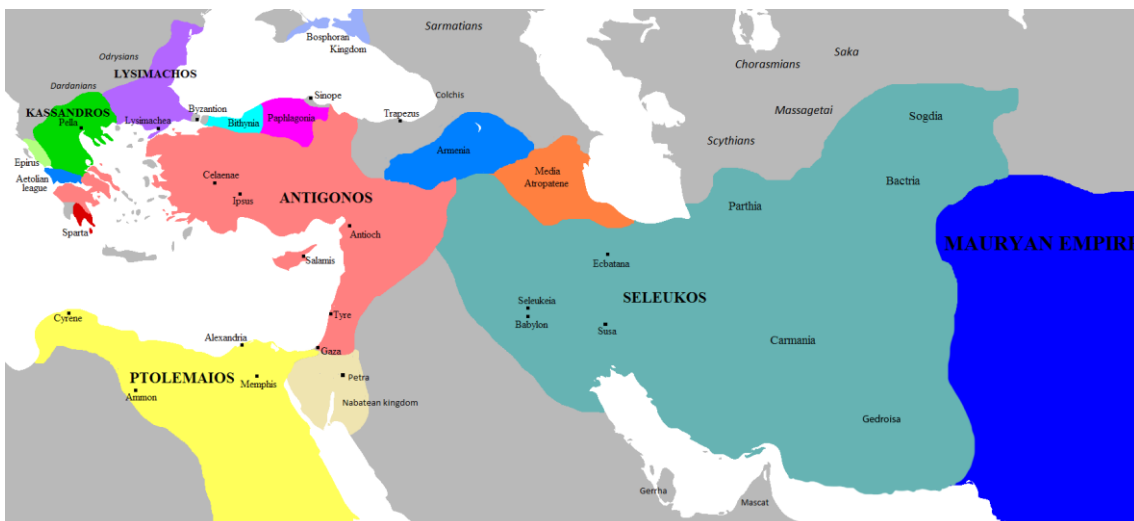 Sarmatians
Bosphoran
Kingdom
Odrysians
LYSIMACHOS
Saka
Chorasmians
Dardanians
Colchis
Sinope
Massagetai
KASSANDROS
Byzantion
Trapezus
Sogdia
Pella
Lysimachea
Bithynia
Paphlagonia
Scythians
Armenia
Epirus
Media
Atropatene
Aetolian
league
Celaenae
Bactria
Ipsus
ANTIGONOS
Parthia
Sparta
Antioch
MAURYAN EMPIRE
Salamis
Ecbatana
SELEUKOS
Seleukeia
Babylon
Susa
Cyrene
Tyre
Alexandria
Carmania
Gaza
PTOLEMAIOS
Memphis
Petra
Ammon
Nabatean kingdom
Gedroisa
Gerrha
Mascat